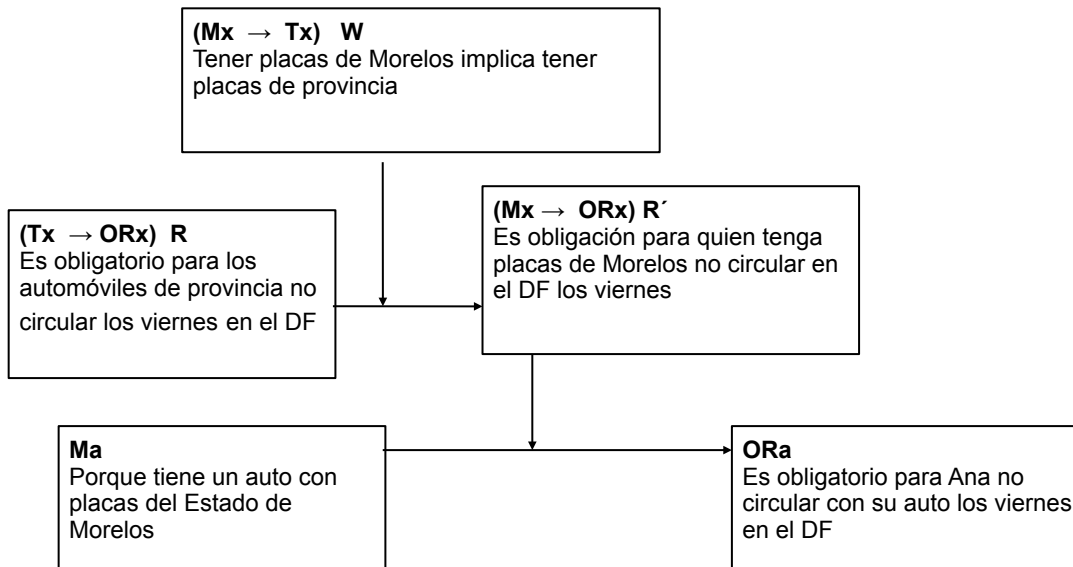 (Mx → Tx) W
Tener placas de Morelos implica tener
placas de provincia
(Tx → ORx) R
Es obligatorio para los
automóviles de provincia no
circular los viernes en el DF
(Mx → ORx) R´
Es obligación para quien tenga
placas de Morelos no circular en
el DF los viernes
Ma
Porque tiene un auto con
placas del Estado de
Morelos
ORa
Es obligatorio para Ana no
circular con su auto los viernes
en el DF